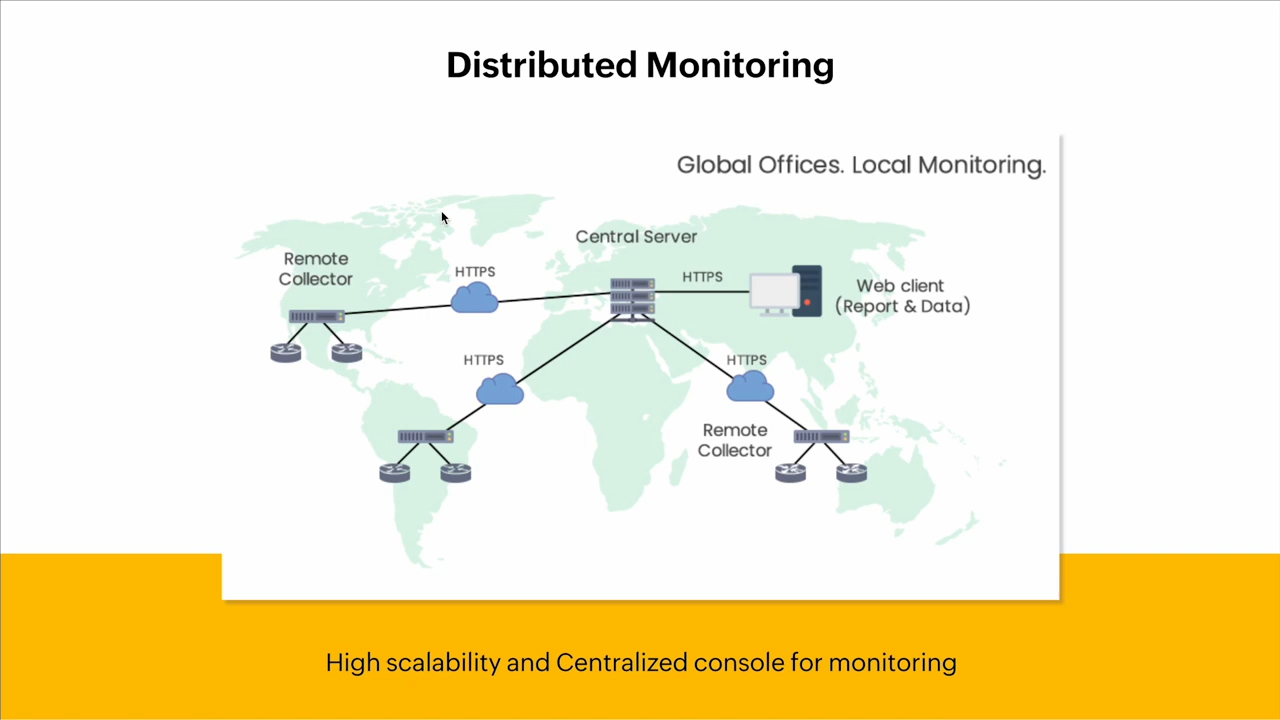 Distributed Monitoring
Global Offices. Local Monitoring.
Central Server
Remote
Collector
HTTPS
HTTPS
Web client
(Report & Data)
HTTPS
HTTPS
Remote
Collector
High scalability and Centralized console for monitoring